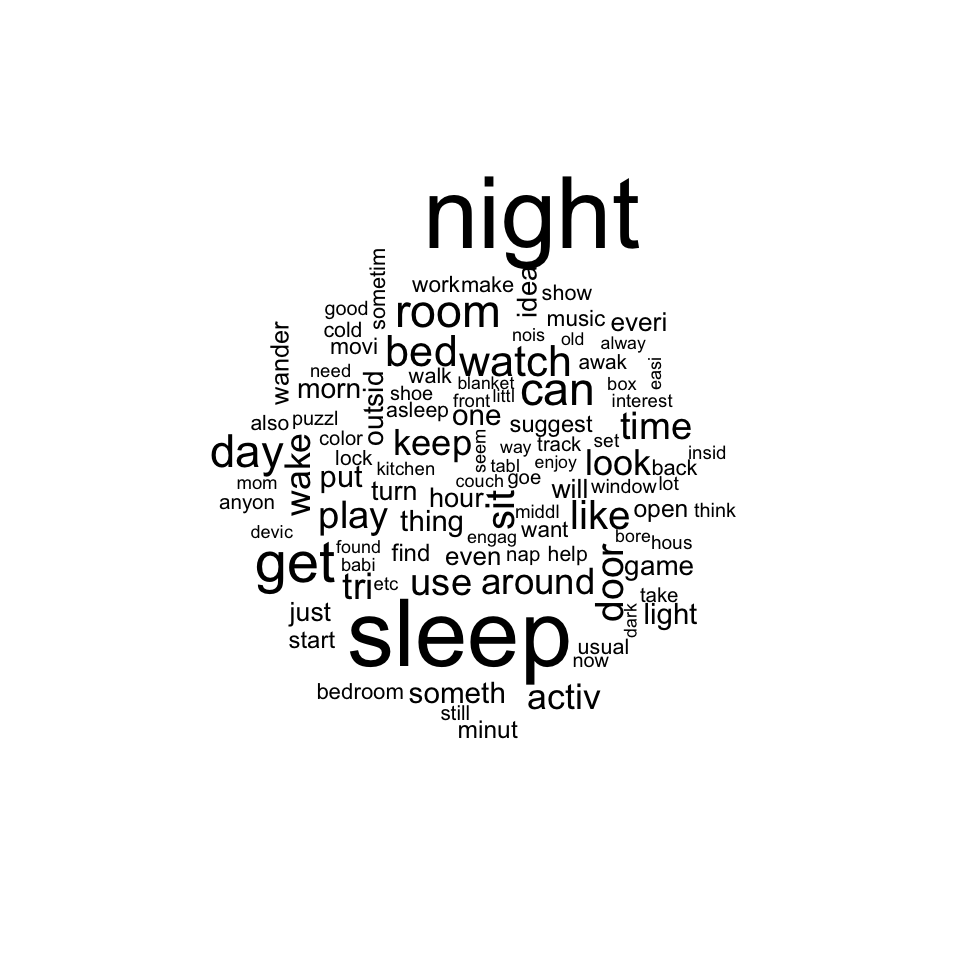 night
sometim
work make
idea
show
good
room
music
everi
cold
nois
old
alway
movi
bed
watch
awak
wander
need
walk
blanket
easi
morn
outsid
shoe
front
littl
can
box
interest
asleep
one
also
puzzl
color
suggest
time
day
wake
lock
keep
seem
way
track
set
insid
kitchen
tabl
enjoy
look
back
mom
put
couch
goe
will
window
lot
anyon
turn
hour
sit
middl
like
open
think
play
thing
want
devic
engag
bore
hous
found
find
even
nap
help
door
get
babi
game
tri
etc
use
around
take
just
dark
light
start
sleep
usual
now
bedroom
someth
activ
still
minut